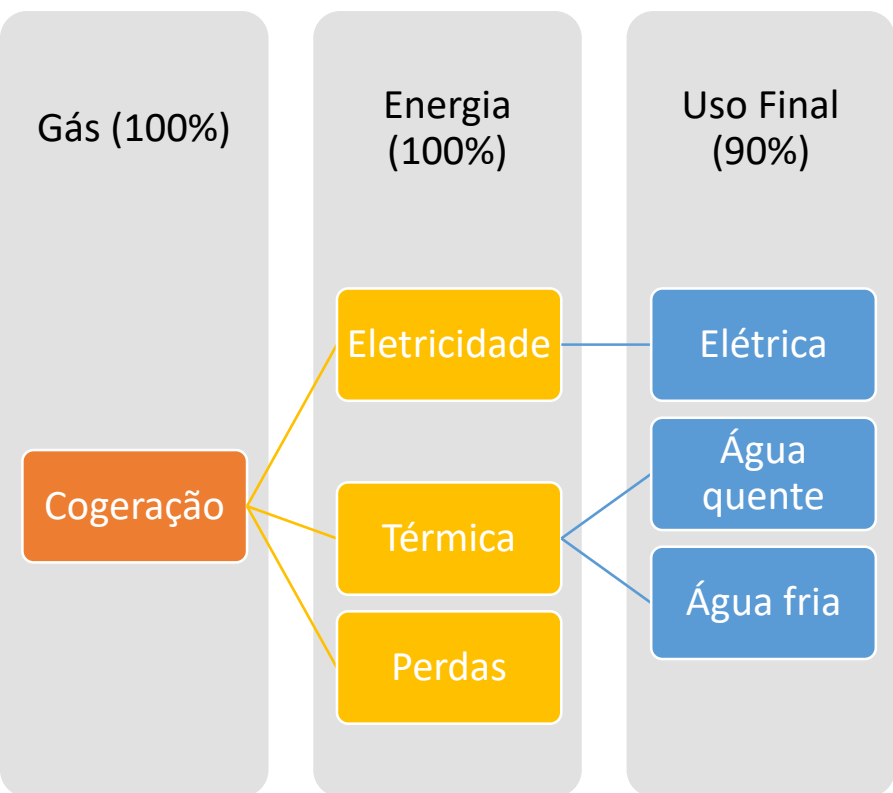 Gás (100%)
Energia
(100%)
Uso Final
(90%)
Cogeração
Eletricidade
Térmica
Perdas
Elétrica
Água
quente
Água fria